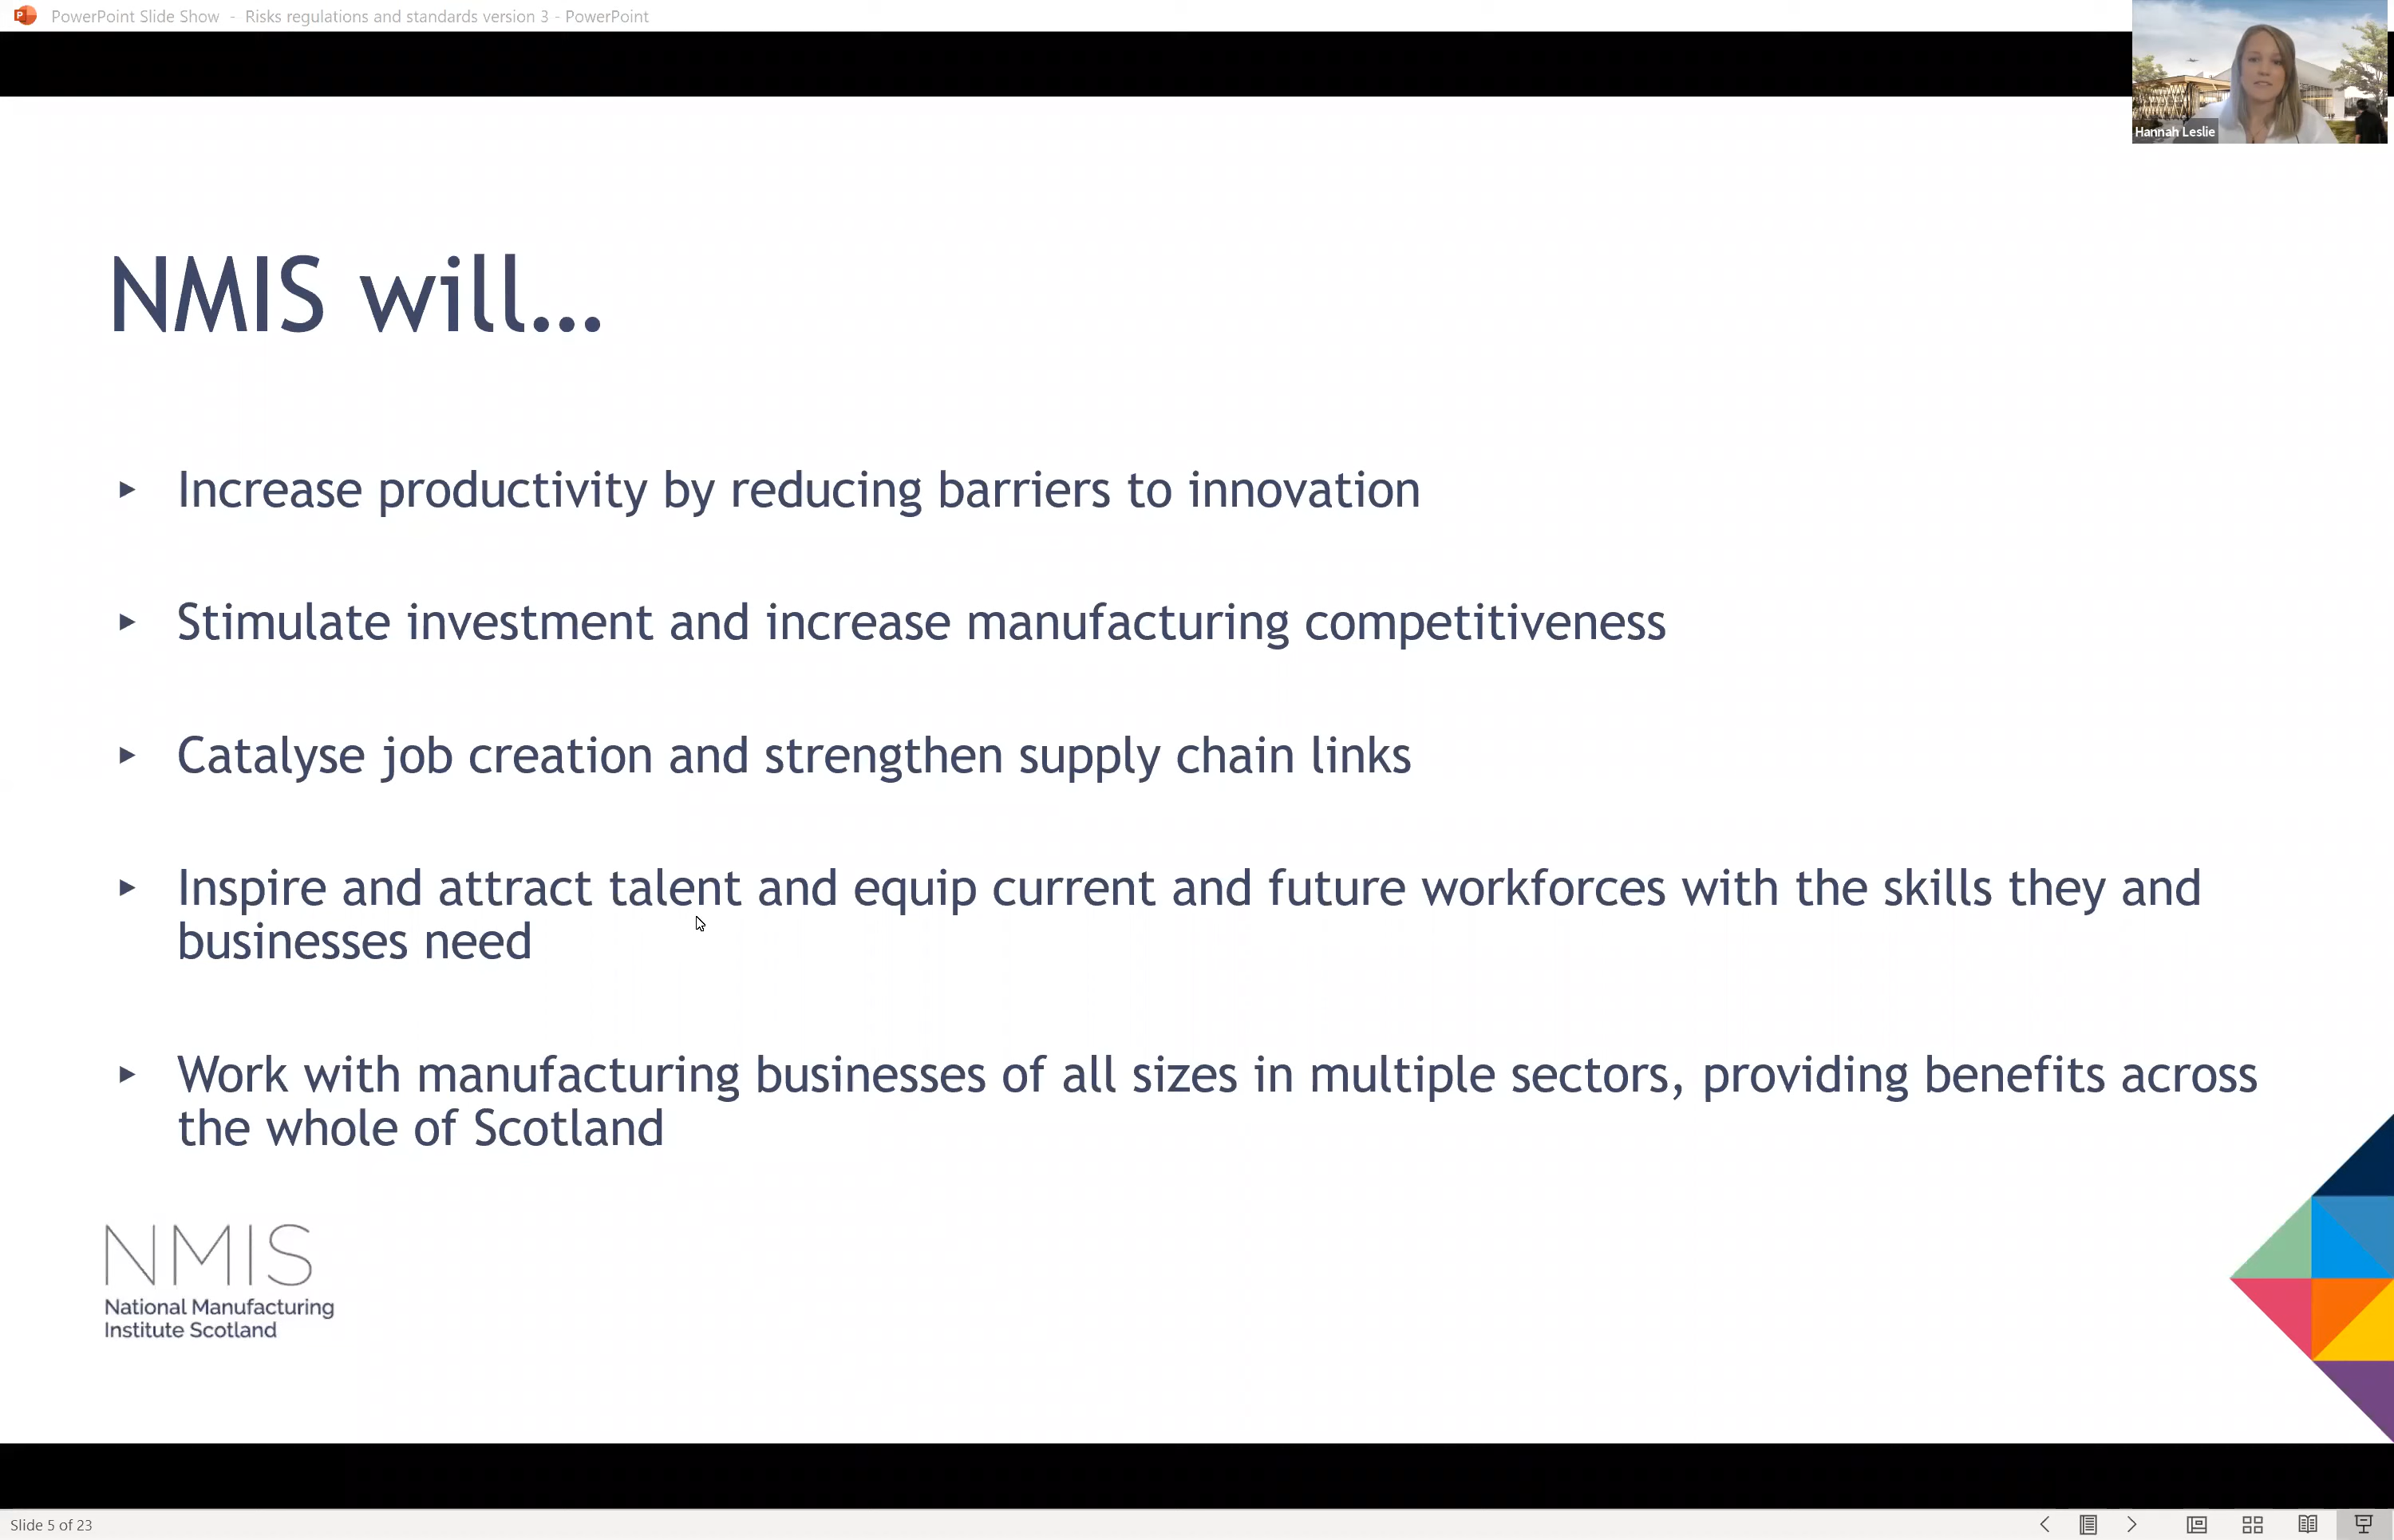 PowerPoint Slide Show - Risks regulations and standards version 3 - PowerPoint
Hannah Leslie
NMIS will...
Increase productivity by reducing barriers to innovation
Stimulate investment and increase manufacturing competitiveness
Catalyse job creation and strengthen supply chain links
Inspire and attract talent and equip current and future workforces with the skills they and
businesses need
Work with manufacturing businesses of all sizes in multiple sectors, providing benefits across
the whole of Scotland
NMIS
National Manufacturing
Institute Scotland
Slide 5 of 23